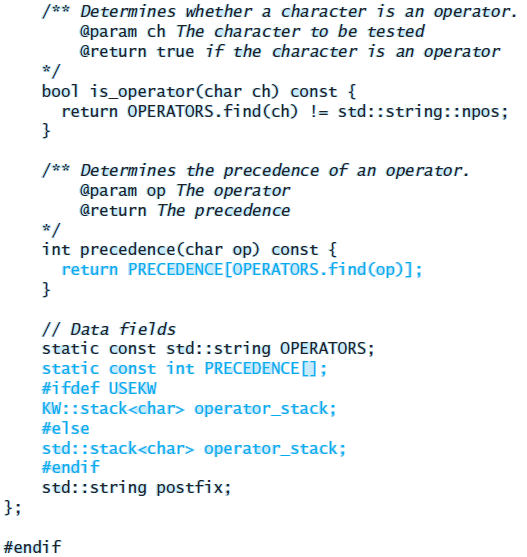 /** Determines whether a character is an operator.
@param ch The character to be tested
@return true if the character is an operator
*/
bool is_operator(char ch) const {
return OPERATORS.find(ch) != std::string::npos;
}
/** Determines the precedence of an operator.
@param op The operator
@return The precedence
*/
int precedence(char op) const {
return PRECEDENCE[OPERATORS.find(op)];
}
// Data fields
static const std::string OPERATORS;
static const int PRECEDENCE[];
#ifdef USEKW
KW::stack<char> operator_stack;
#else
std::stack<char> operator_stack;
#endif
std::string postfix;
};
#endif